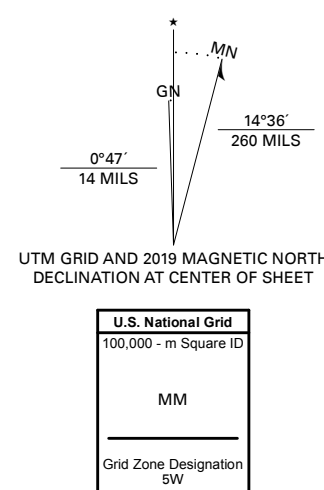 ★
MN
GN
14°36´
260 MILS
0°47´
14 MILS
UTM GRID AND 2019 MAGNETIC NORTH
DECLINATION AT CENTER OF SHEET
U.S. National Grid
100,000 - m Square ID
MM
Grid Zone Designation
5W